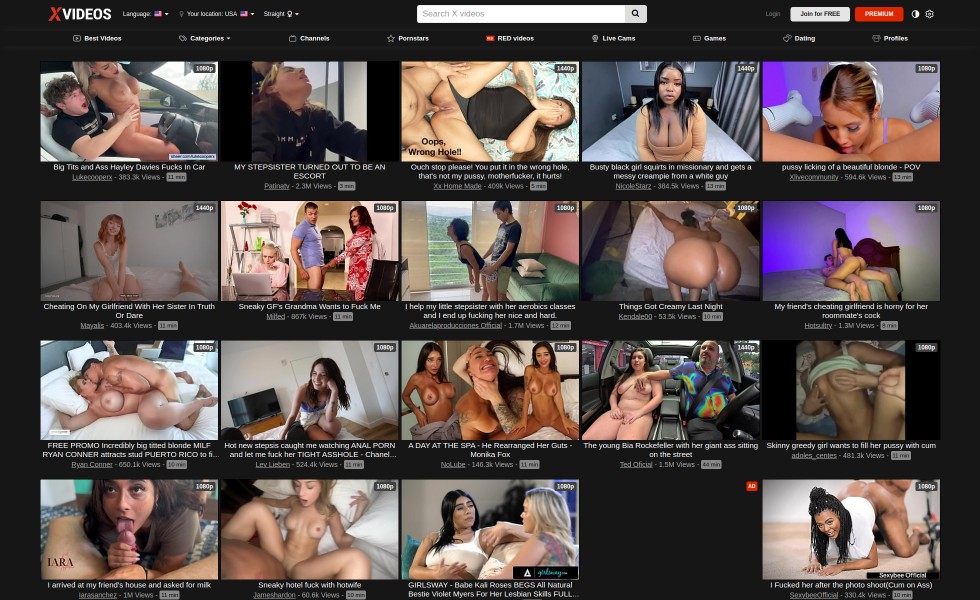 XVIDEOS
Language:
Your location: USA
Straight
Search X videos
Login
Join for FREE
PREMIUM
Best Videos
Categories
Channels
Pornstars
RED videos
Live Cams
Games
Dating
Profiles
1080p
Big Tits and Ass Hayley Davies Fucks In Car
Lukecooperx - 383.3k Views - 11 min
MY STEPSISTER TURNED OUT TO BE AN
ESCORT
Patinatv - 2.3M Views - 3 min
1440p
Oops,
Wrong Hole!!
Ouch stop please! You put it in the wrong hole,
that's not my pussy, motherfucker, it hurts!
Xx Home Made - 409k Views - 5 min
1440p
Busty black girl squirts in missionary and gets a
messy creampie from a white guy
NicoleStarz - 384.5k Views - 13 min
1080p
pussy licking of a beautiful blonde - POV
Xlivecommunity - 594.6k Views - 13 min
1440p
Cheating On My Girlfriend With Her Sister In Truth
Or Dare
Mayalis - 403.4k Views - 11 min
1080p
Sneaky GF's Grandma Wants to Fuck Me
Milfed - 867k Views - 11 min
1080p
I help my little stepsister with her aerobics classes
and I end up fucking her nice and hard.
Akuarelaproducciones Official - 1.7M Views - 12 min
1080p
Things Got Creamy Last Night
Kendale00 - 53.5k Views - 10 min
1080p
My friend's cheating girlfriend is horny for her
roommate's cock
Hotsultry - 1.3M Views - 8 min
1080p
FREE PROMO Incredibly big titted blonde MILF
RYAN CONNER attracts stud PUERTO RICO to fi...
Ryan Conner - 650.1k Views - 10 min
1080p
Hot new stepsis caught me watching ANAL PORN
and let me fuck her TIGHT ASSHOLE - Chanel...
Lev Lieben - 524.4k Views - 11 min
1080p
A DAY AT THE SPA - He Rearranged Her Guts -
Monika Fox
NoLube - 146.3k Views - 11 min
1440p
The young Bia Rockefeller with her giant ass sitting
on the street
Ted Oficial - 1.5M Views - 44 min
1080p
Skinny greedy girl wants to fill her pussy with cum
adoles_centes - 481.3k Views - 11 min
1080p
IARA
I arrived at my friend's house and asked for milk
Iarasanchez - 1M Views - 11 min
1080p
Sneaky hotel fuck with hotwife
Jameshardon - 60.6k Views - 10 min
1080p
girlsway.com
GIRLSWAY - Babe Kali Roses BEGS All Natural
Bestie Violet Myers For Her Lesbian Skills FULL...
AD
1080p
Sexybee Official
I Fucked her after the photo shoot(Cum on Ass)
SexybeeOfficial - 330.4k Views - 10 min